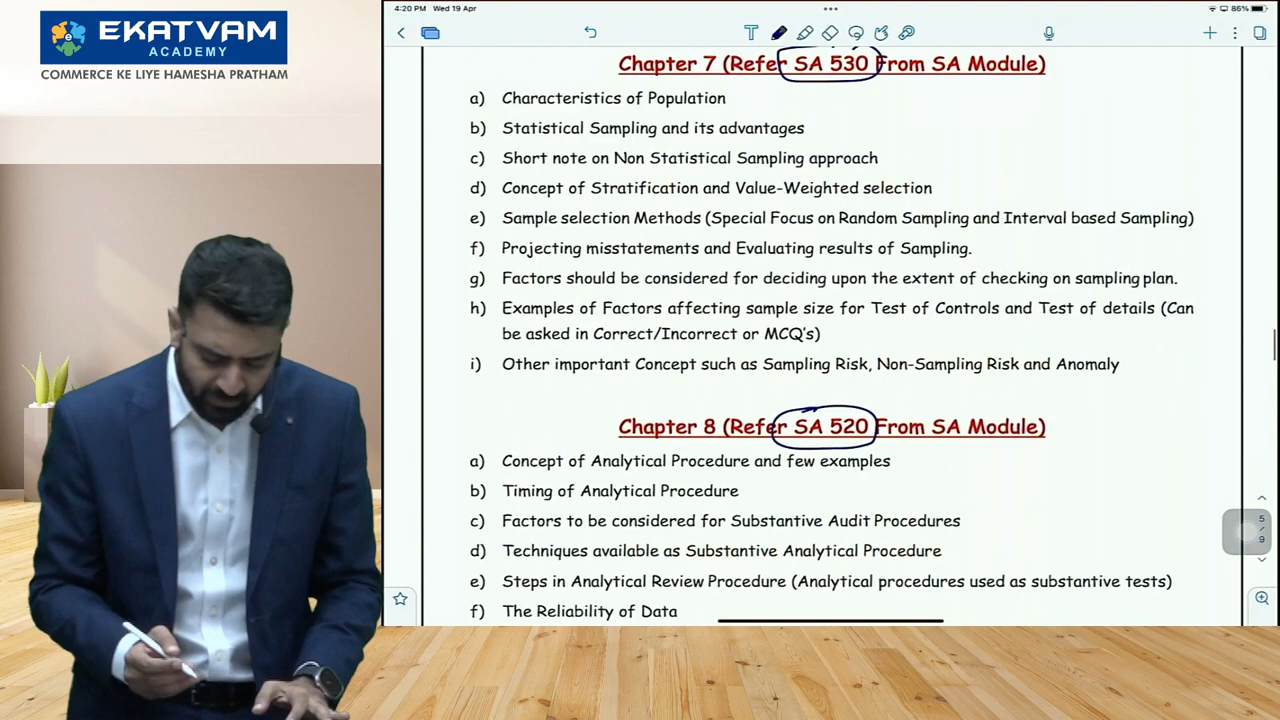 EKATVAM
ACADEMY
COMMERCE KE LIYE HAMESHA PRATHAM
4:20 PM Wed 19 Apr
86%
Chapter 7 (Refer SA 530 From SA Module)
a) Characteristics of Population
b) Statistical Sampling and its advantages
c) Short note on Non Statistical Sampling approach
d) Concept of Stratification and Value-Weighted selection
e) Sample selection Methods (Special Focus on Random Sampling and Interval based Sampling)
f) Projecting misstatements and Evaluating results of Sampling.
g) Factors should be considered for deciding upon the extent of checking on sampling plan.
h) Examples of Factors affecting sample size for Test of Controls and Test of details (Can
be asked in Correct/Incorrect or MCQ's)
i) Other important Concept such as Sampling Risk, Non-Sampling Risk and Anomaly
Chapter 8 (Refer SA 520 From SA Module)
a) Concept of Analytical Procedure and few examples
b) Timing of Analytical Procedure
c) Factors to be considered for Substantive Audit Procedures
d) Techniques available as Substantive Analytical Procedure
e) Steps in Analytical Review Procedure (Analytical procedures used as substantive tests)
f) The Reliability of Data
5
/
9